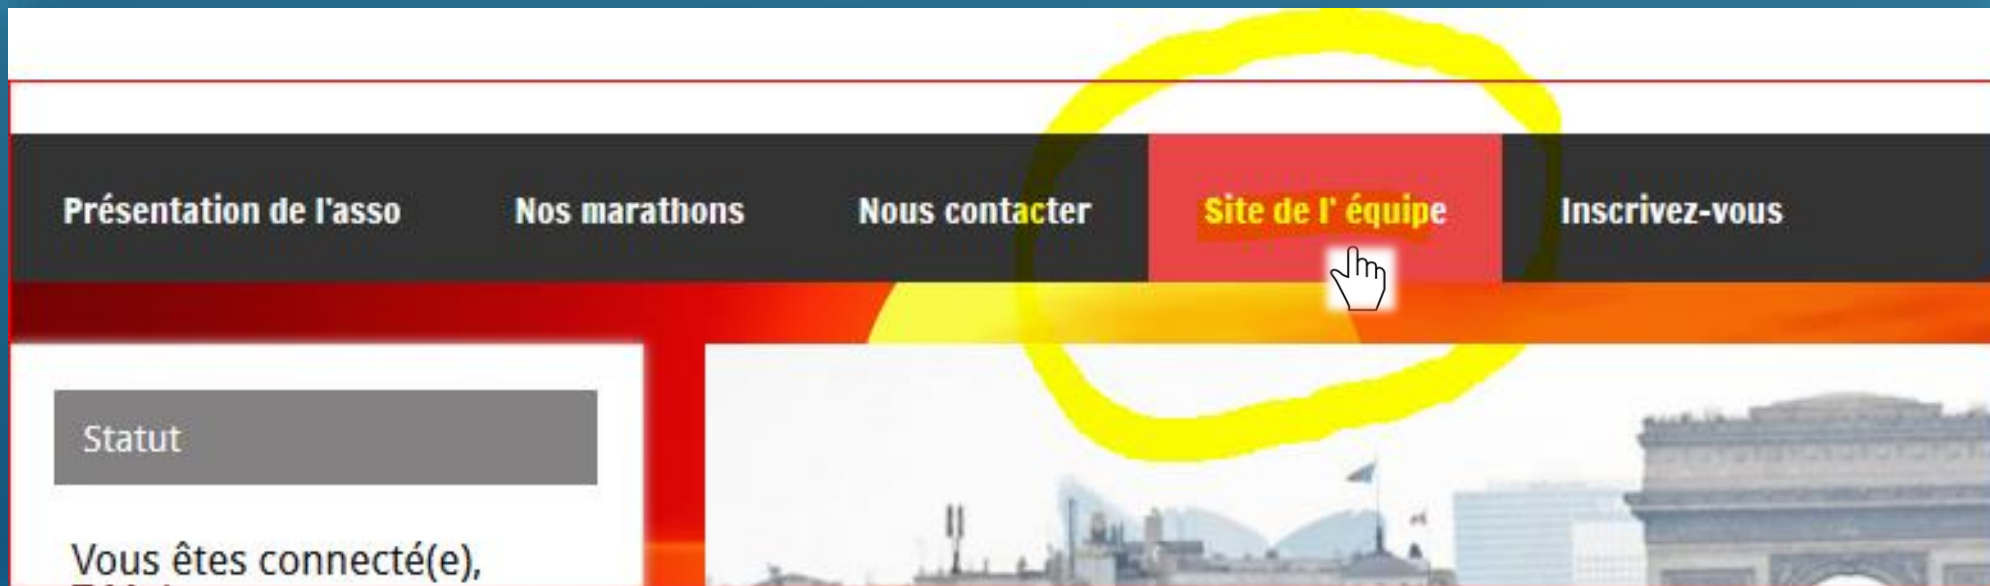 Présentation de l'asso Nos marathons Nous contacter Site de l' équipe Inscrivez-vous
Statut
Vous êtes connecté(e),